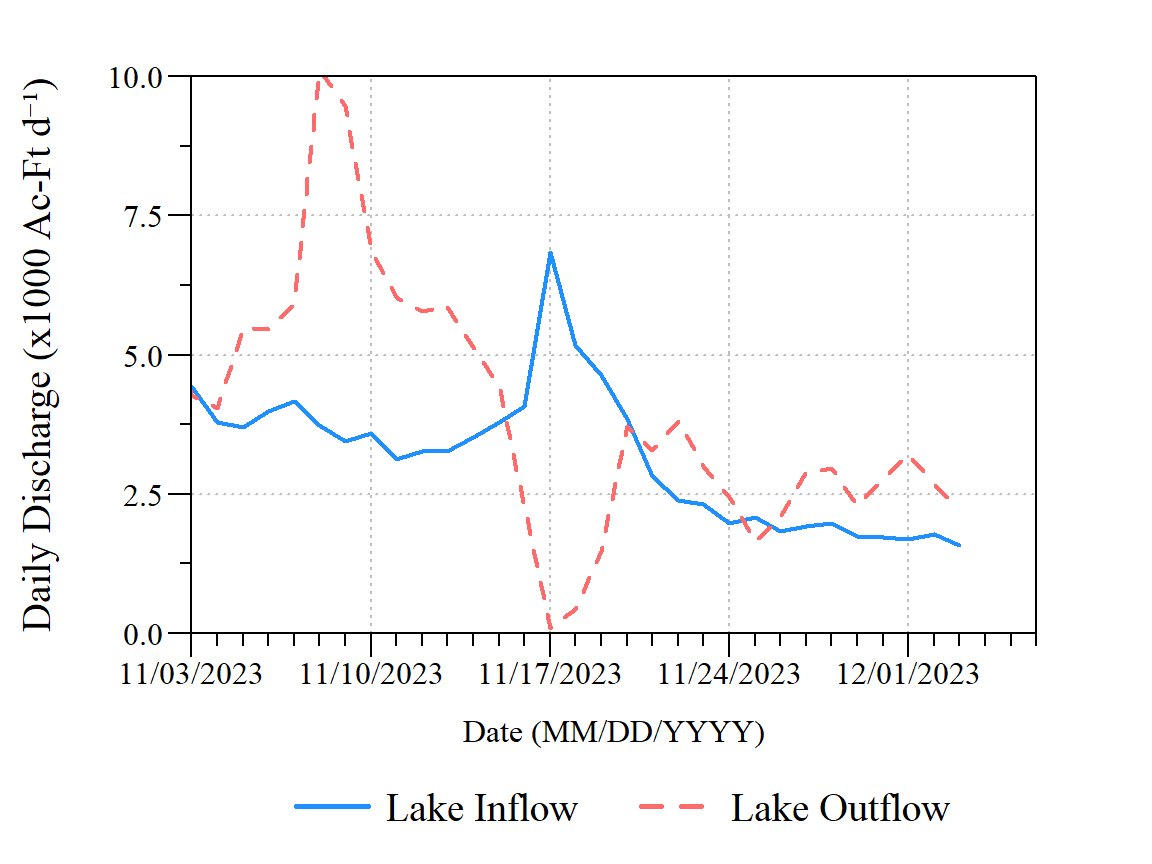 Daily Discharge (x1000 Ac-Ft d⁻¹)
10.0
7.5
5.0
2.5
0.0
11/03/2023 11/10/2023 11/17/2023 11/24/2023 12/01/2023
Date (MM/DD/YYYY)
Lake Inflow Lake Outflow